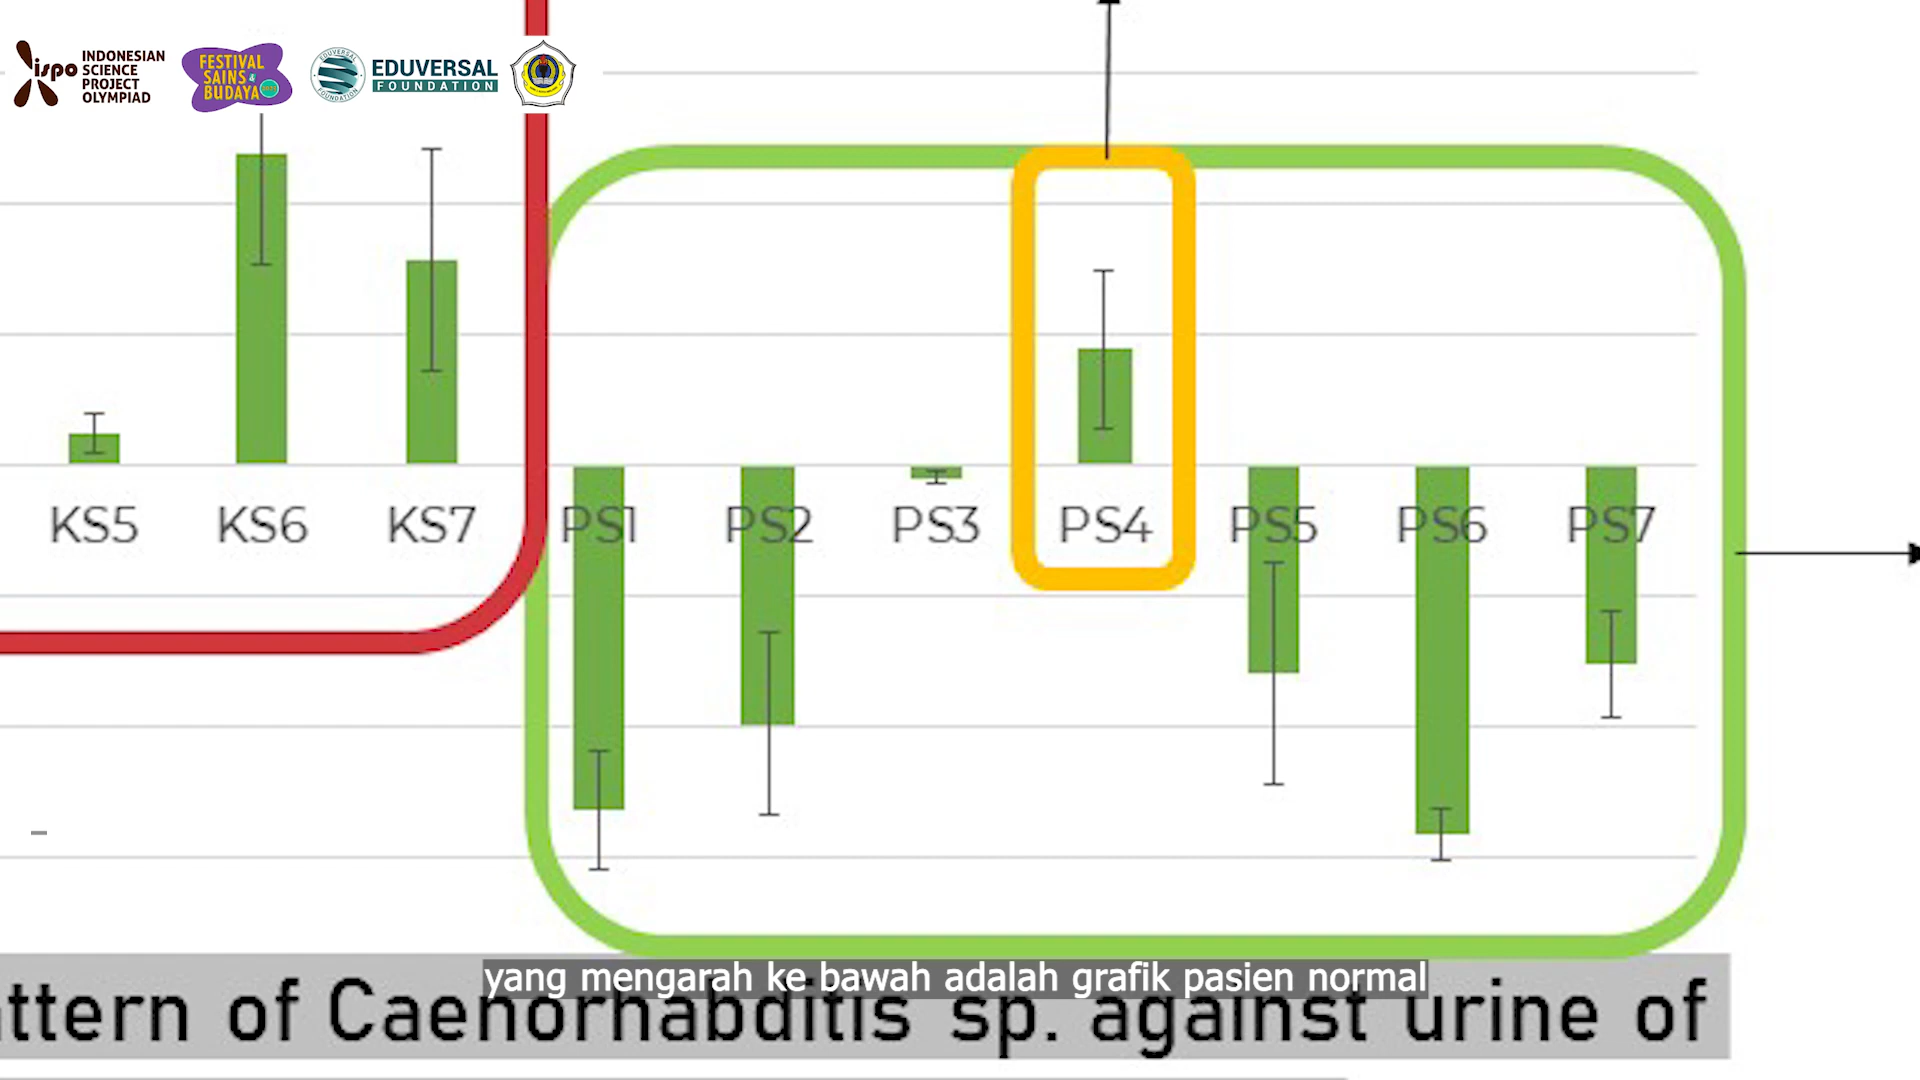 ispo
INDONESIAN
SCIENCE
PROJECT
OLYMPIAD
FESTIVAL
SAINS &
BUDAYA
EDUVERSAL
FOUNDATION
KS5 KS6 KS7 PS1 PS2 PS3 PS4 PS5 PS6 PS7
yang mengarah ke bawah adalah grafik pasien normal
ttern of Caenorhabditis sp. against urine of